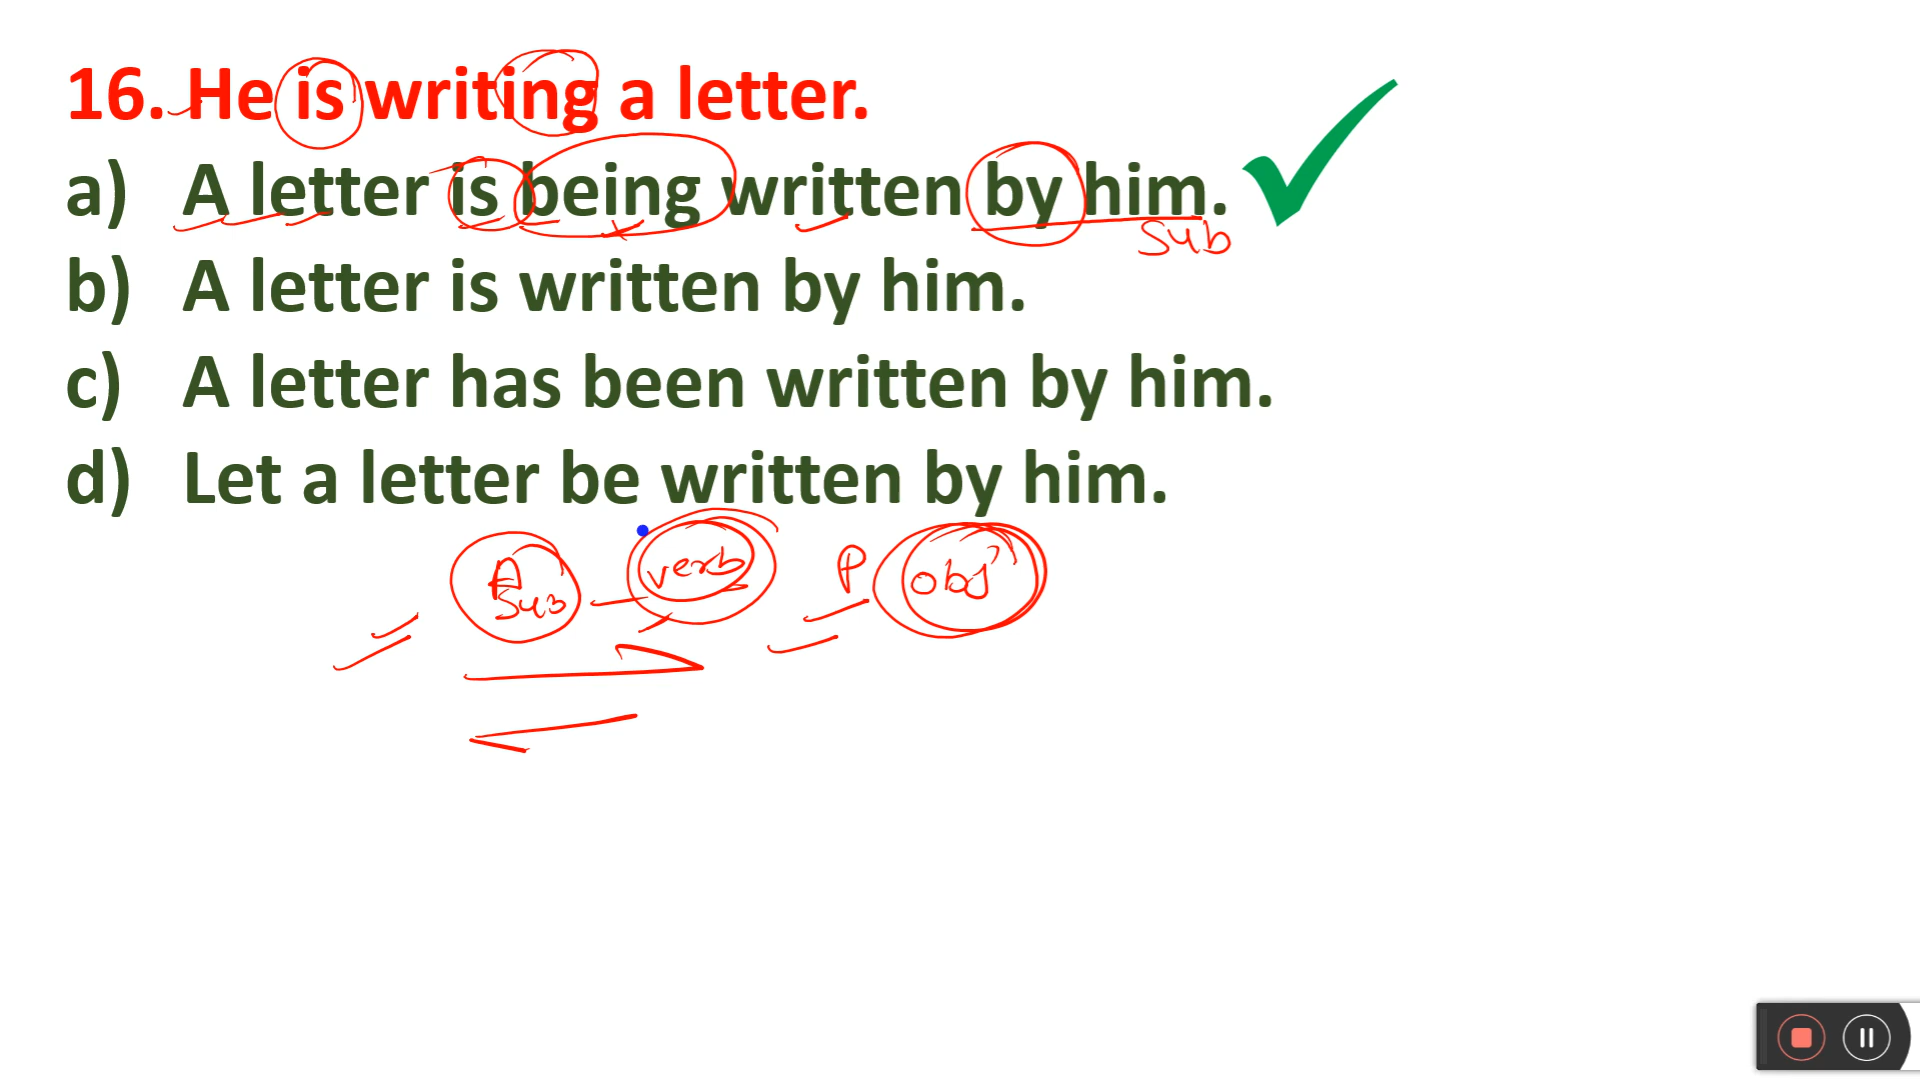 16. He is writing a letter.
a) A letter is being written by him.
sub
b) A letter is written by him.
c) A letter has been written by him.
d) Let a letter be written by him.
A verb P obj
Sub